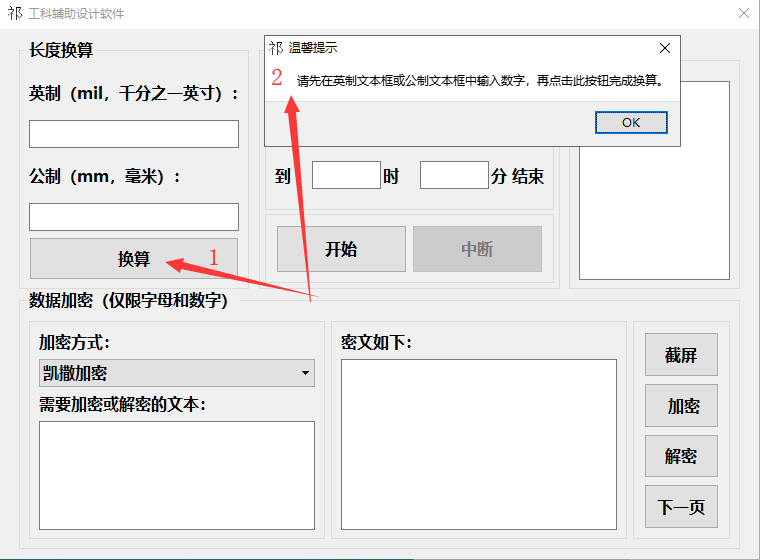 祁 工科辅助设计软件
长度换算
英制（mil，千分之一英寸）：
公制（mm，毫米）：
换算
1
祁 温馨提示
2
请先在英制文本框或公制文本框中输入数字，再点击此按钮完成换算。
OK
到 时 分 结束
开始 中断
数据加密（仅限字母和数字）
加密方式：
凯撒加密
需要加密或解密的文本：
密文如下：
截屏
加密
解密
下一页